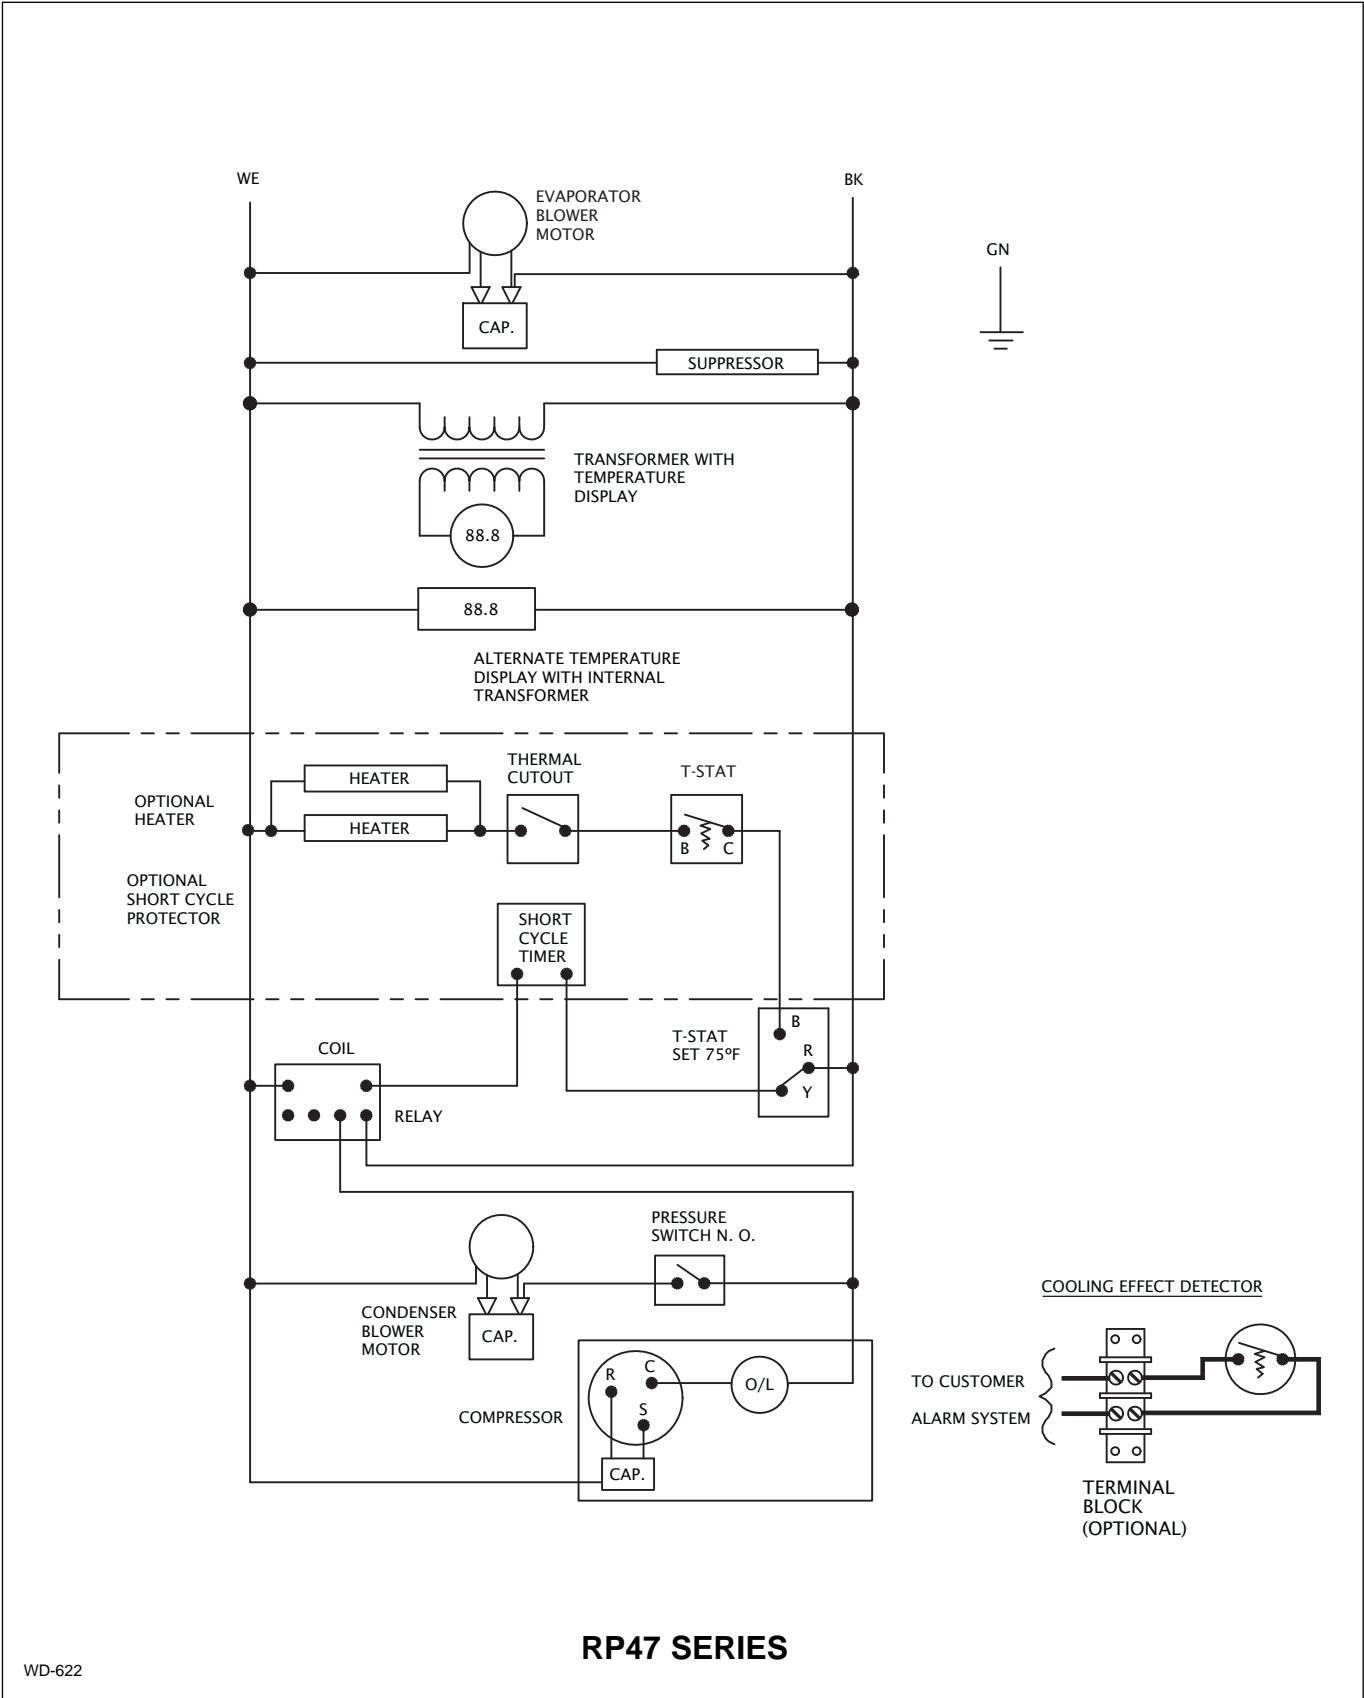 WE
BK
EVAPORATOR
BLOWER
MOTOR
GN
CAP.
SUPPRESSOR
TRANSFORMER WITH
TEMPERATURE
DISPLAY
88.8
88.8
ALTERNATE TEMPERATURE
DISPLAY WITH INTERNAL
TRANSFORMER
OPTIONAL
HEATER
HEATER
HEATER
THERMAL
CUTOUT
T-STAT
B C
OPTIONAL
SHORT CYCLE
PROTECTOR
SHORT
CYCLE
TIMER
T-STAT
SET 75ºF
B
R
Y
COIL
RELAY
PRESSURE
SWITCH N. O.
CONDENSER
BLOWER
MOTOR
CAP.
COMPRESSOR
R
C
S
O/L
CAP.
COOLING EFFECT DETECTOR
TO CUSTOMER
ALARM SYSTEM
TERMINAL
BLOCK
(OPTIONAL)
RP47 SERIES
WD-622